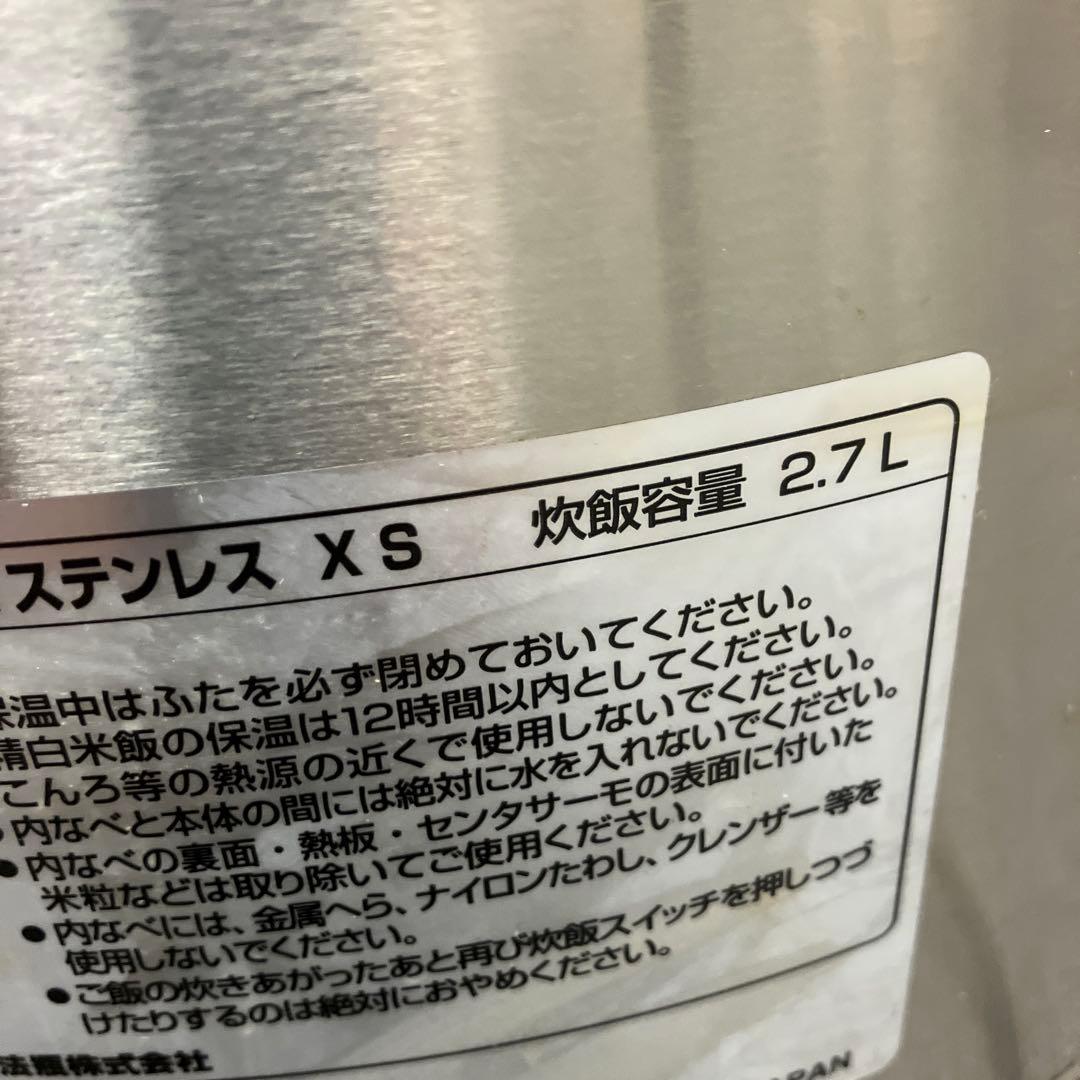 ステンレス XS 炊飯容量 2.7L
保温中はふたを必ず閉めておいてください。
精白米飯の保温は12時間以内としてください。
こんろ等の熱源の近くで使用しないでください。
●内なべと本体の間には絶対に水を入れないでください。
●内なべの裏面・熱板・センタサーモの表面に付いた
米粒などは取り除いてご使用ください。
●内なべには、金属へら、ナイロンたわし、クレンザー等を
使用しないでください。
●ご飯の炊きあがったあと再び炊飯スイッチを押しつづ
けたりするのは絶対におやめください。
法瓶株式会社
JAPAN